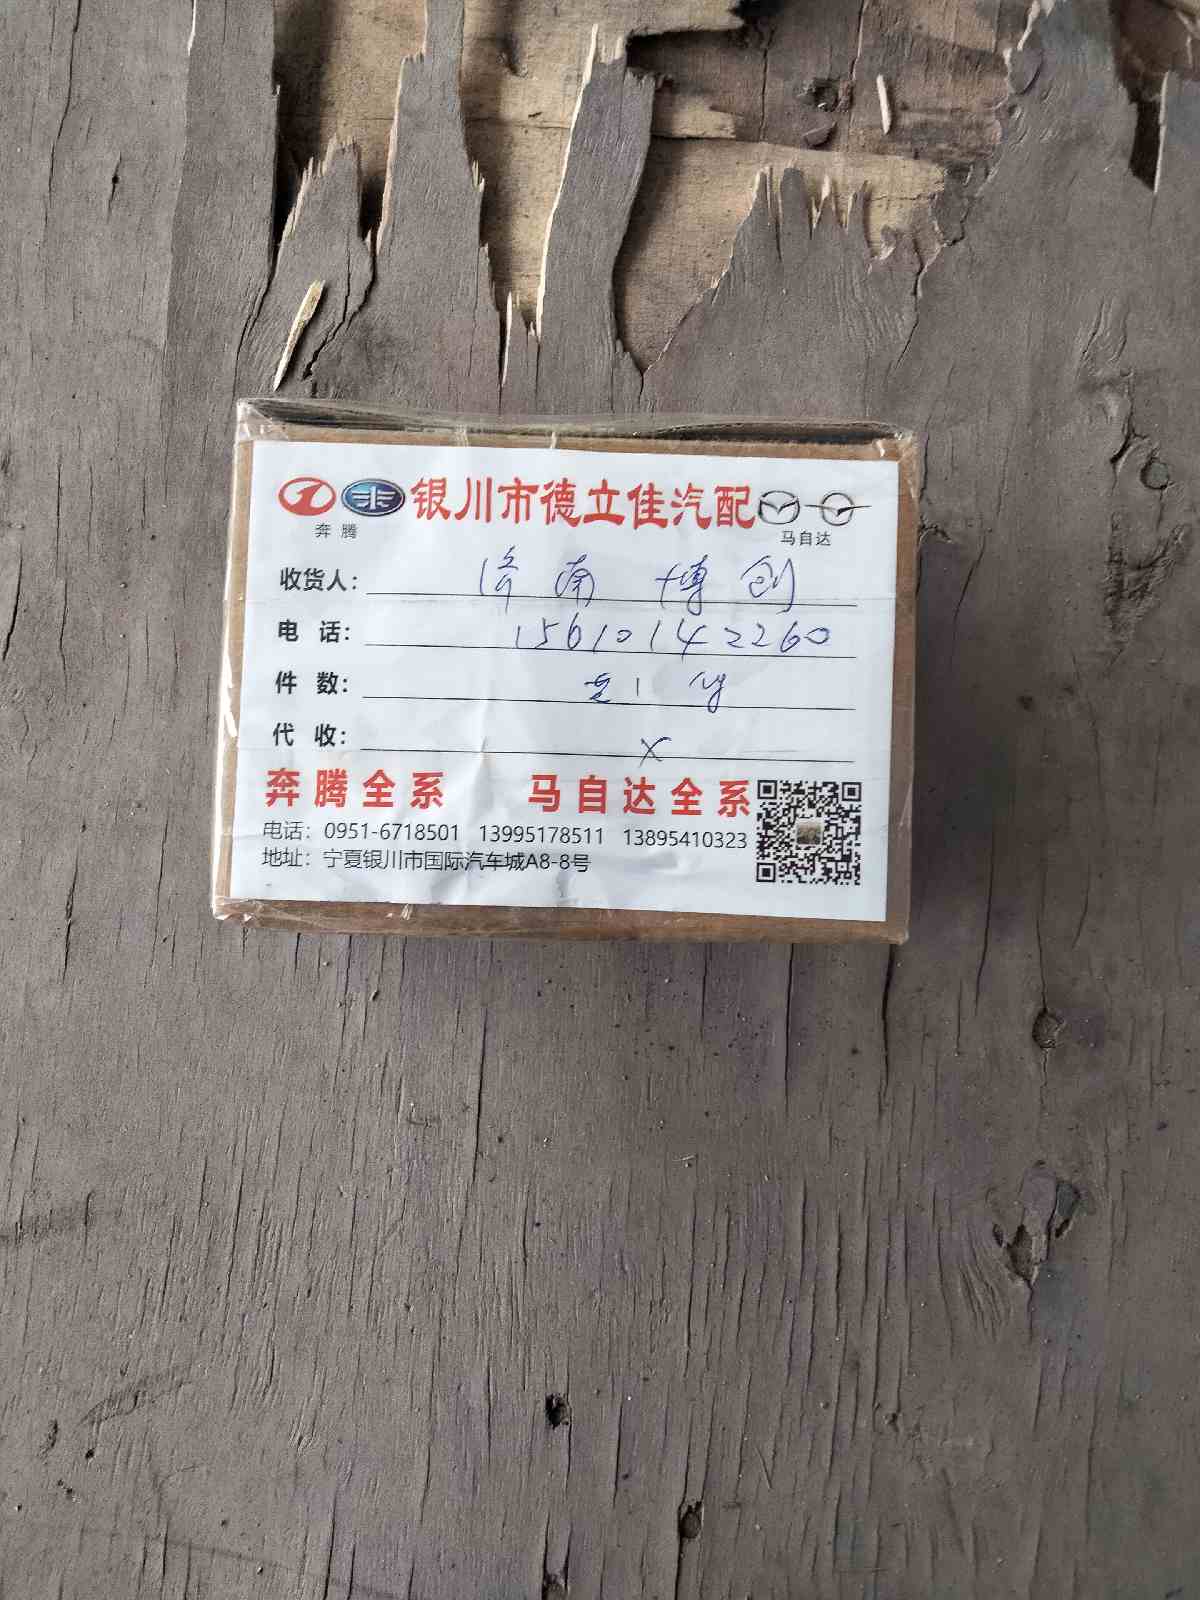 银川市德立佳汽配
奔腾
马自达
收货人: 济南博创
电话: 15610142260
件数: 1
代收: X
奔腾全系 马自达全系
电话: 0951-6718501 13995178511 13895410323
地址: 宁夏银川市国际汽车城A8-8号